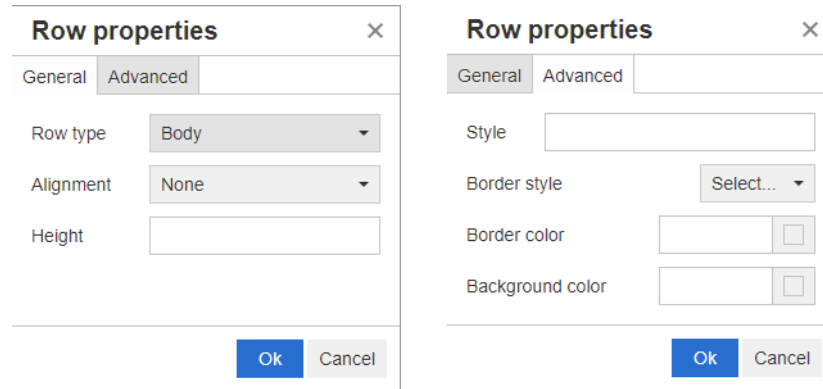 Row properties ×
General Advanced
Row type Body
Alignment None
Height
Ok Cancel
Row properties ×
General Advanced
Style
Border style Select...
Border color
Background color
Ok Cancel